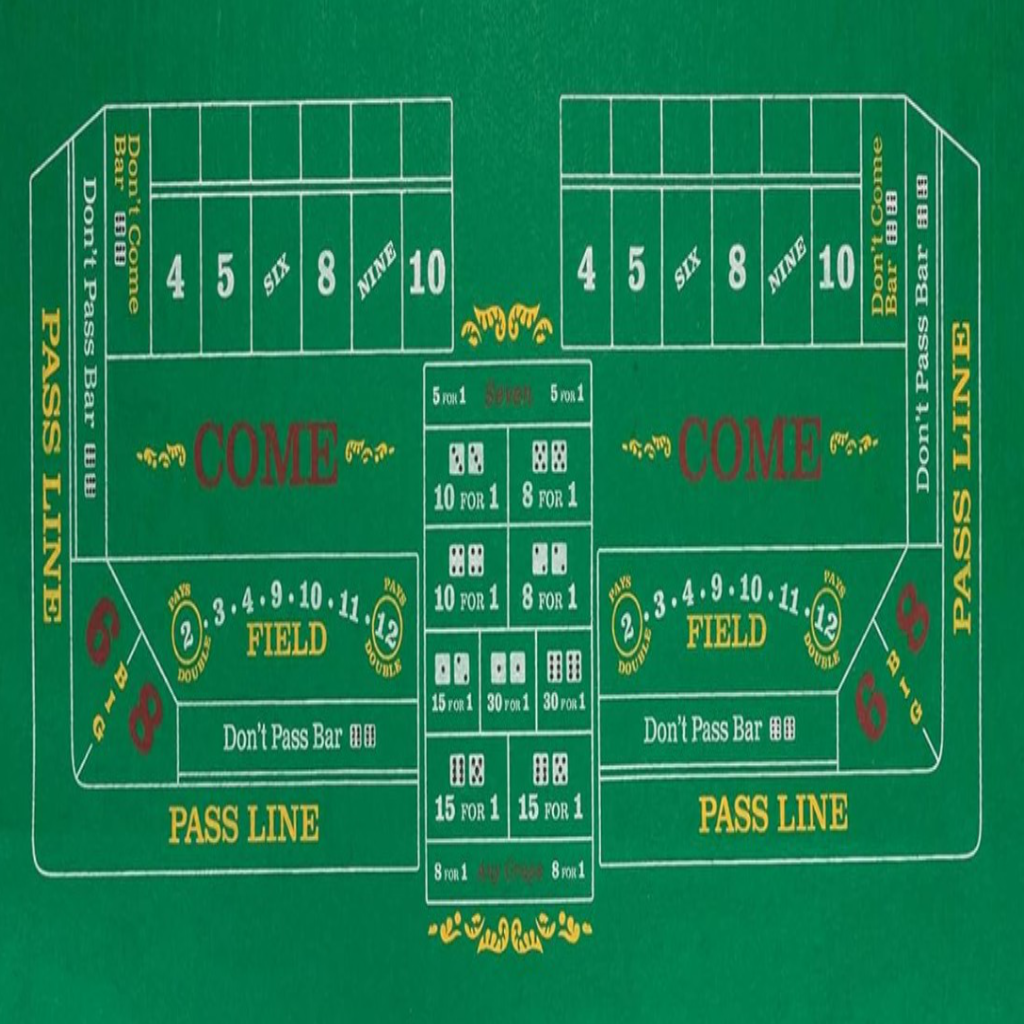 Don't Come
Bar
4 5 SIX 8 NINE 10
Don't Pass Bar
PASS LINE
COME
6 8
BIG
PAYS 2 DOUBLE · 3 · 4 · 9 · 10 · 11 · PAYS 12 DOUBLE
FIELD
Don't Pass Bar
PASS LINE
5 FOR 1 Seven 5 FOR 1
10 FOR 1 8 FOR 1
10 FOR 1 8 FOR 1
15 FOR 1 30 FOR 1 30 FOR 1
15 FOR 1 15 FOR 1
8 FOR 1 Any Craps 8 FOR 1
4 5 SIX 8 NINE 10
Don't Come
Bar
Don't Pass Bar
PASS LINE
COME
PAYS 2 DOUBLE · 3 · 4 · 9 · 10 · 11 · PAYS 12 DOUBLE
FIELD
8 6
BIG
Don't Pass Bar
PASS LINE